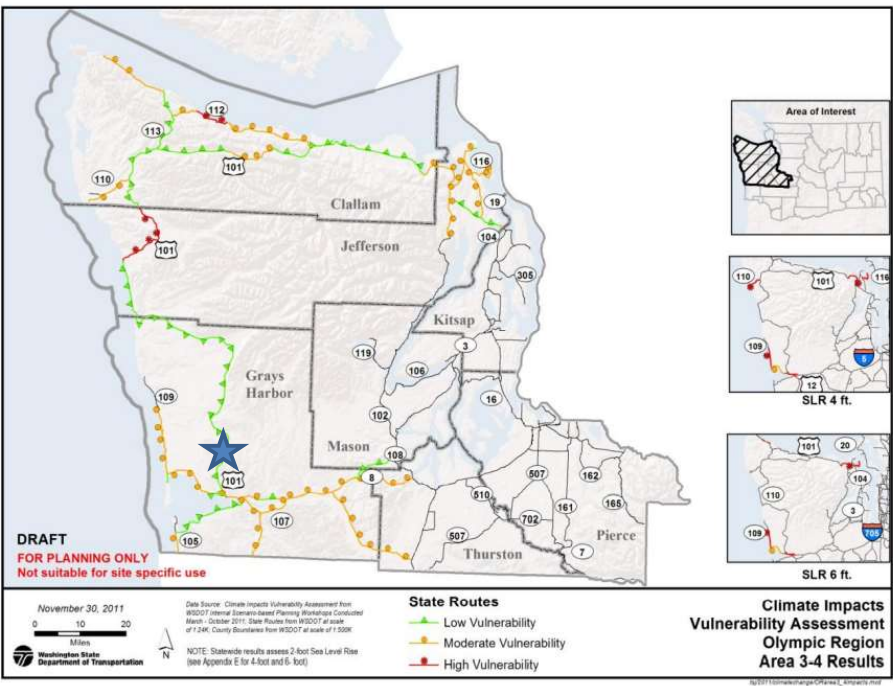 112
113
101
116
110
Clallam
19
Jefferson
104
101
305
Kitsap
3
119
106
Grays
Harbor
109
16
102
Mason
108
101
8
507
162
510
161
165
107
702
105
507
Pierce
7
Thurston
DRAFT
FOR PLANNING ONLY
Not suitable for site specific use
Area of Interest
110
101
116
109
5
12
SLR 4 ft.
101
20
110
104
3
109
705
SLR 6 ft.
November 30, 2011
0 10 20
Miles
Washington State
Department of Transportation
N
Data Source: Climate Impacts Vulnerability Assessment from
WSDOT Internal Scenario-based Planning Workshops Conducted
March - October 2011; State Routes from WSDOT at scale
of 1:24K; County Boundaries from WSDOT at scale of 1:500K
NOTE: Statewide results assess 2-foot Sea Level Rise
(see Appendix E for 4-foot and 6- foot)
State Routes
Low Vulnerability
Moderate Vulnerability
High Vulnerability
Climate Impacts
Vulnerability Assessment
Olympic Region
Area 3-4 Results